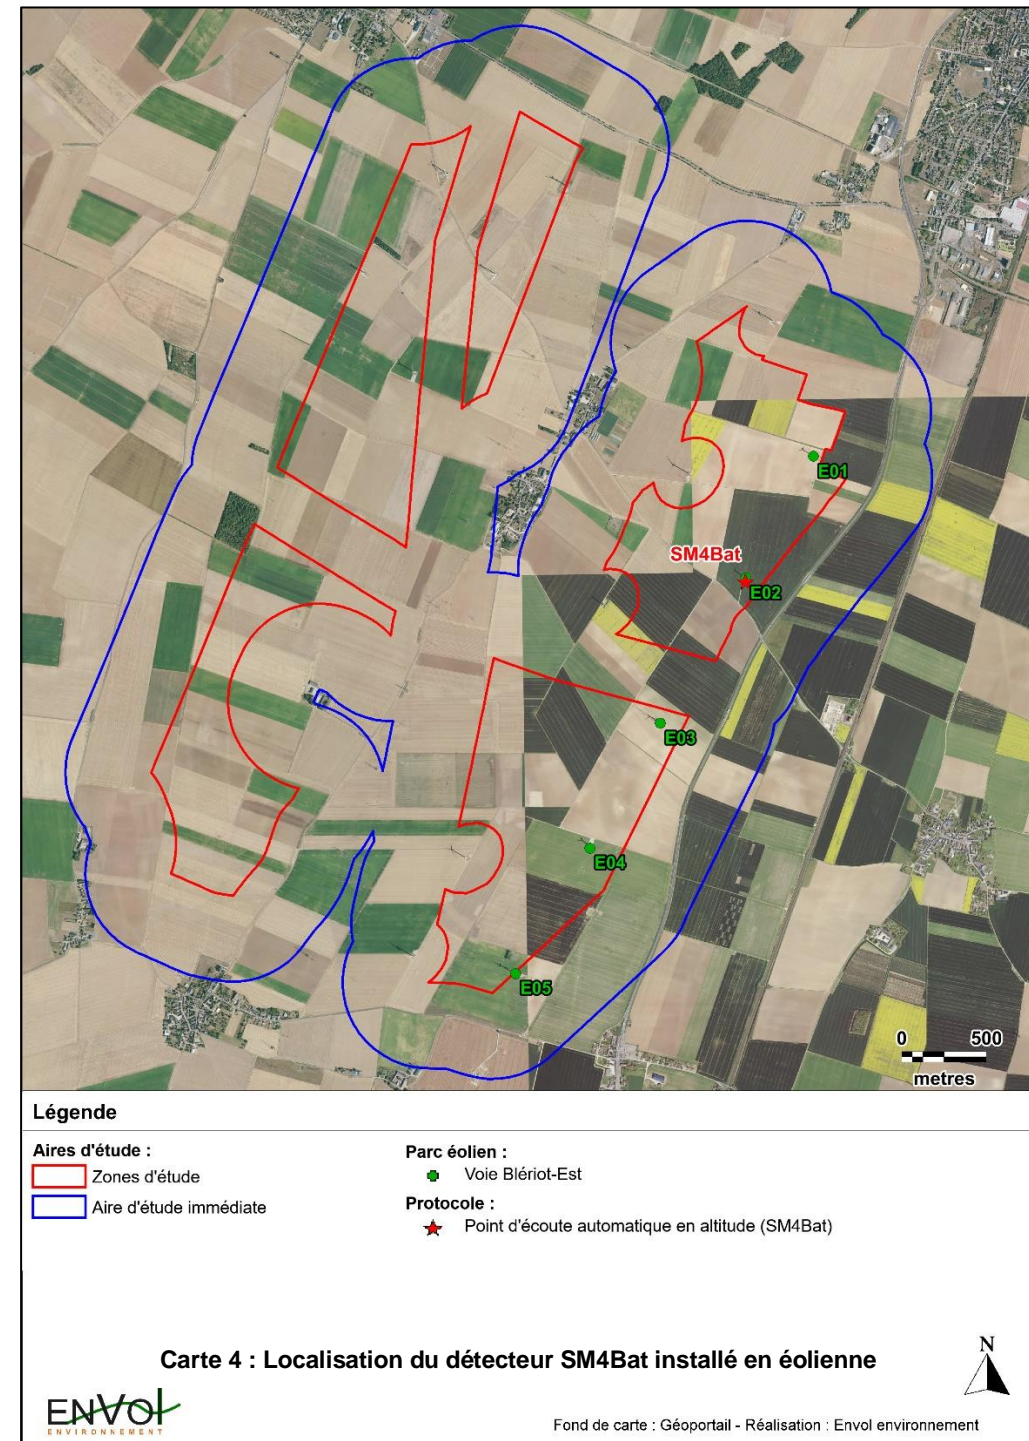 E01
SM4Bat
E02
E03
E04
E05
0 500
metres
Légende
Aires d'étude :
Zones d'étude
Aire d'étude immédiate
Parc éolien :
Voie Blériot-Est
Protocole :
Point d'écoute automatique en altitude (SM4Bat)
Carte 4 : Localisation du détecteur SM4Bat installé en éolienne
N
ENVOl
ENVIRONNEMENT
Fond de carte : Géoportail - Réalisation : Envol environnement